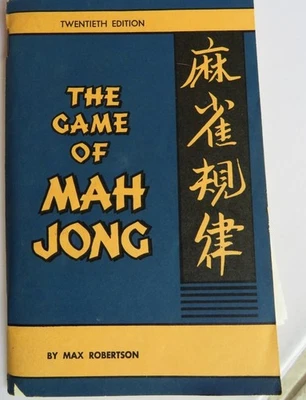 TWENTIETH EDITION
THE
GAME
OF
MAH
JONG
麻雀規律
BY MAX ROBERTSON